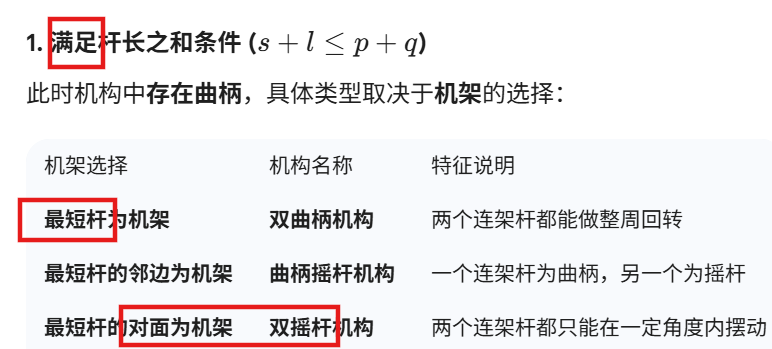 1. 满足杆长之和条件 (s + l ≤ p + q)
此时机构中存在曲柄，具体类型取决于机架的选择：
机架选择 机构名称 特征说明
最短杆为机架 双曲柄机构 两个连架杆都能做整周回转
最短杆的邻边为机架 曲柄摇杆机构 一个连架杆为曲柄，另一个为摇杆
最短杆的对面为机架 双摇杆机构 两个连架杆都只能在一定角度内摆动